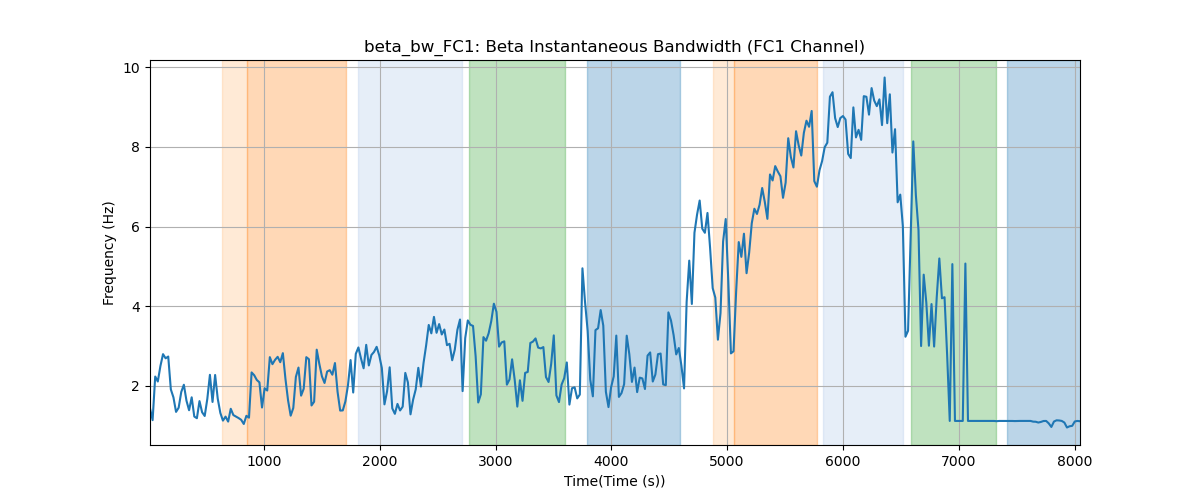 beta_bw_FC1: Beta Instantaneous Bandwidth (FC1 Channel)
Frequency (Hz)
10
8
6
4
2
1000 2000 3000 4000 5000 6000 7000 8000
Time(Time (s))